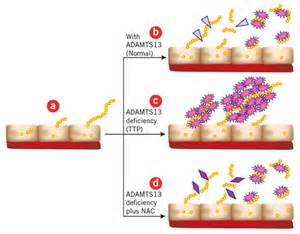 a
With
ADAMTS13
(Normal)
b
ADAMTS13
deficiency
(TTP)
c
ADAMTS13
deficiency
plus NAC
d